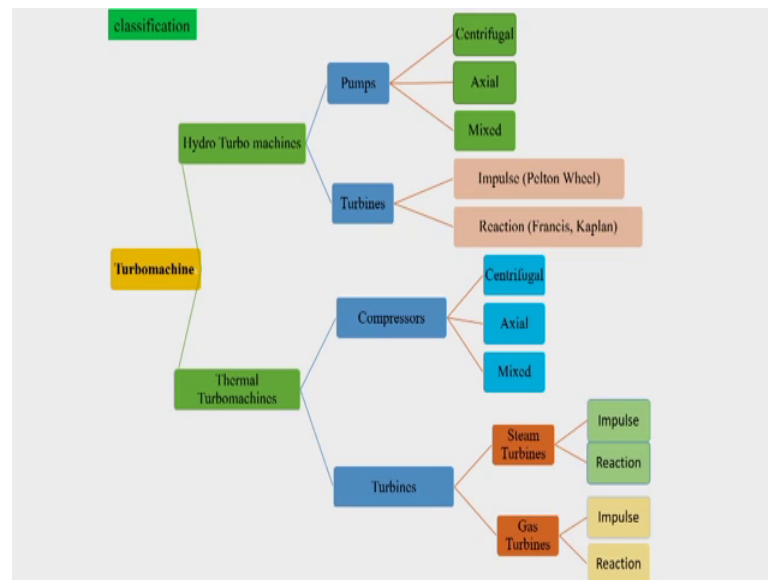 classification
Centrifugal
Pumps
Axial
Mixed
Hydro Turbo machines
Impulse (Pelton Wheel)
Turbines
Reaction (Francis, Kaplan)
Turbomachine
Centrifugal
Compressors
Axial
Mixed
Thermal
Turbomachines
Impulse
Steam
Turbines
Reaction
Turbines
Impulse
Gas
Turbines
Reaction